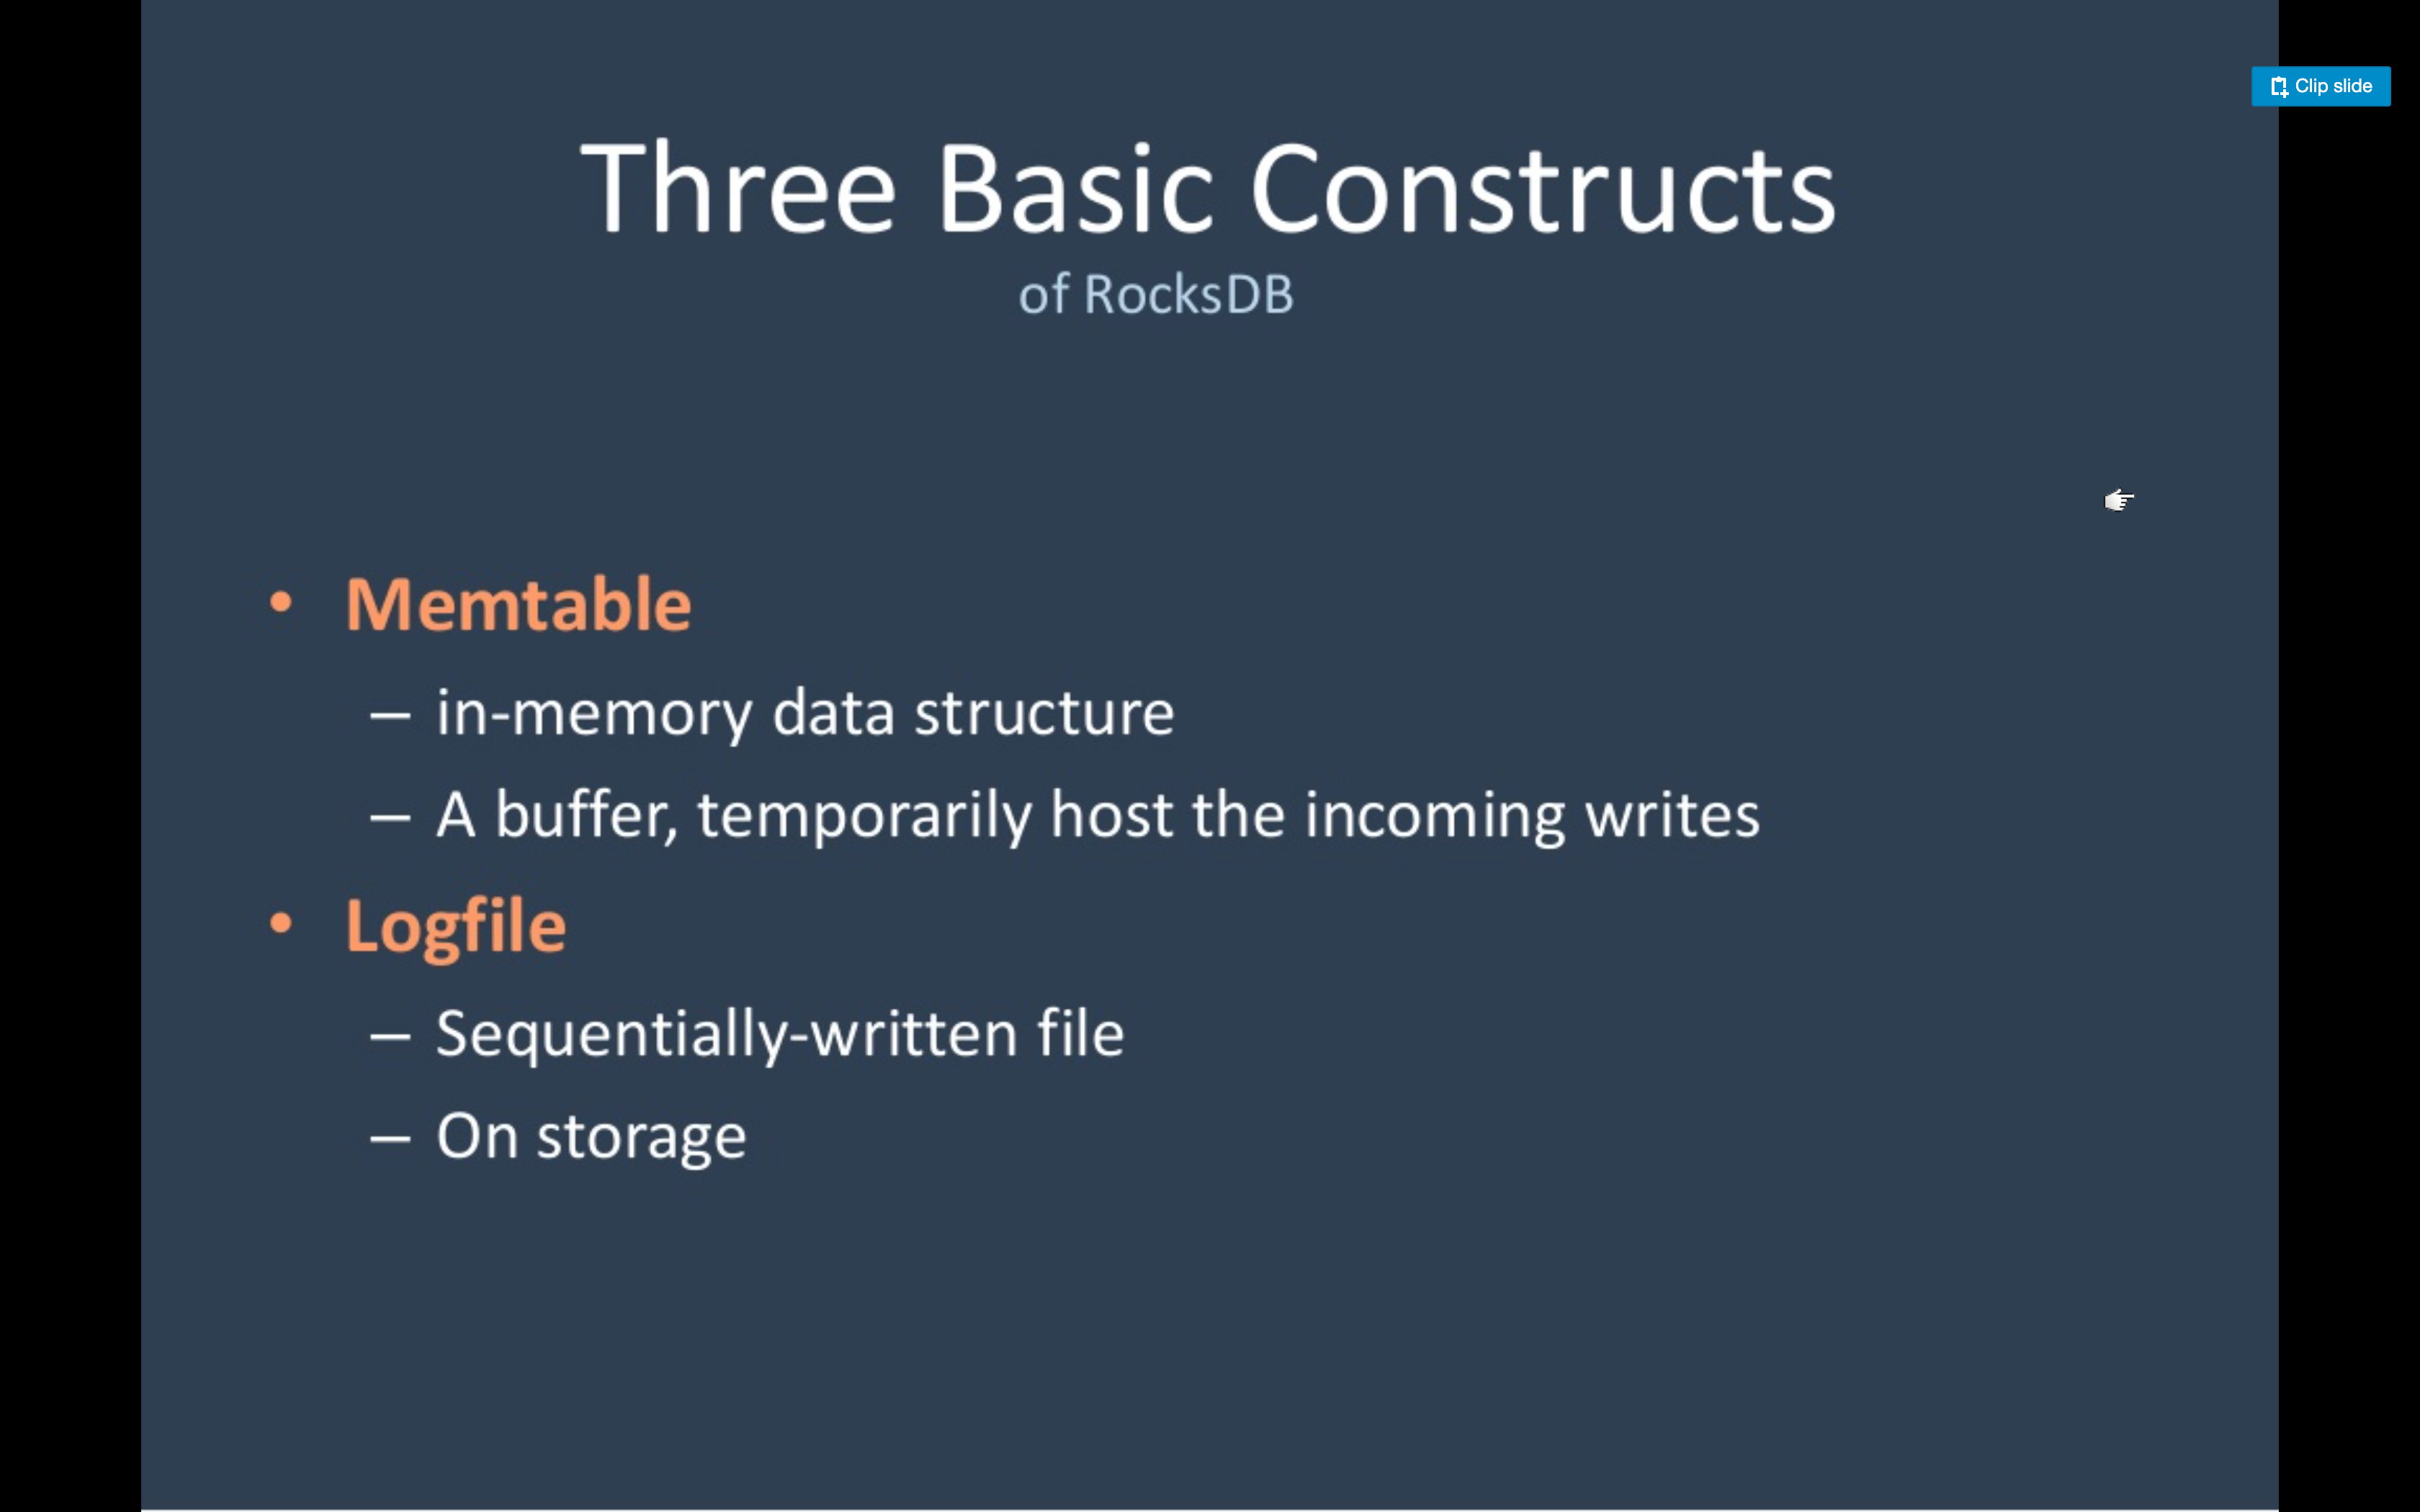 Clip slide
Three Basic Constructs
of RocksDB
• Memtable
– in-memory data structure
– A buffer, temporarily host the incoming writes
• Logfile
– Sequentially-written file
– On storage